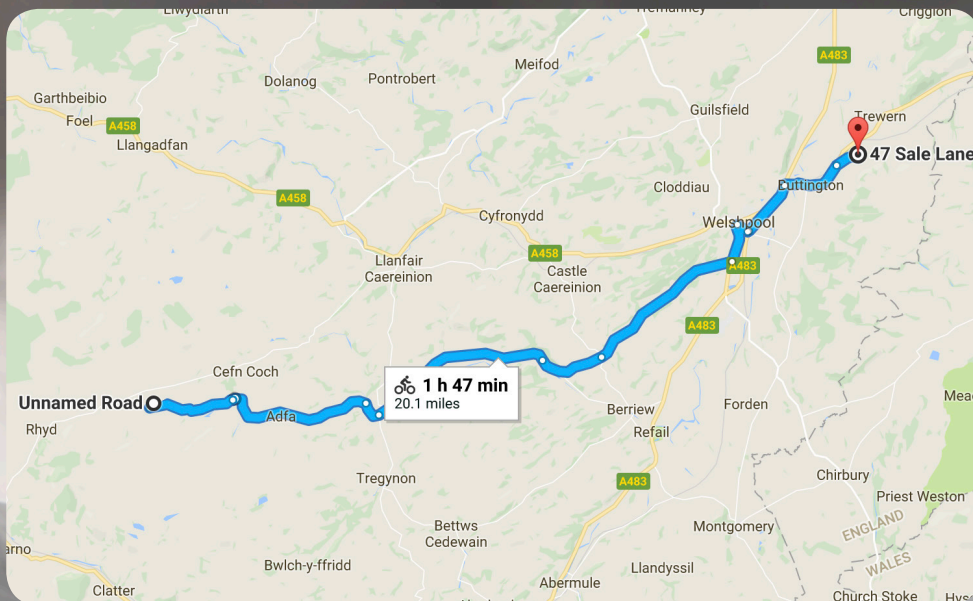 Llwydiarth
Tremanney
Criggion
A483
Meifod
Dolanog
Pontrobert
Garthbeibio
Guilsfield
Foel
A458
Trewern
Llangadfan
47 Sale Lane
Cloddiau
Buttington
A458
Cyfronydd
Welshpool
A458
A483
Llanfair
Caereinion
Castle
Caereinion
A483
Cefn Coch
1 h 47 min
20.1 miles
Unnamed Road
Adfa
Berriew
Forden
Rhyd
Refail
Tregynon
A483
Chirbury
Priest Weston
Bettws
Cedewain
Montgomery
ENGLAND
WALES
Bwlch-y-ffridd
Llandyssil
Abermule
Clatter
Church Stoke